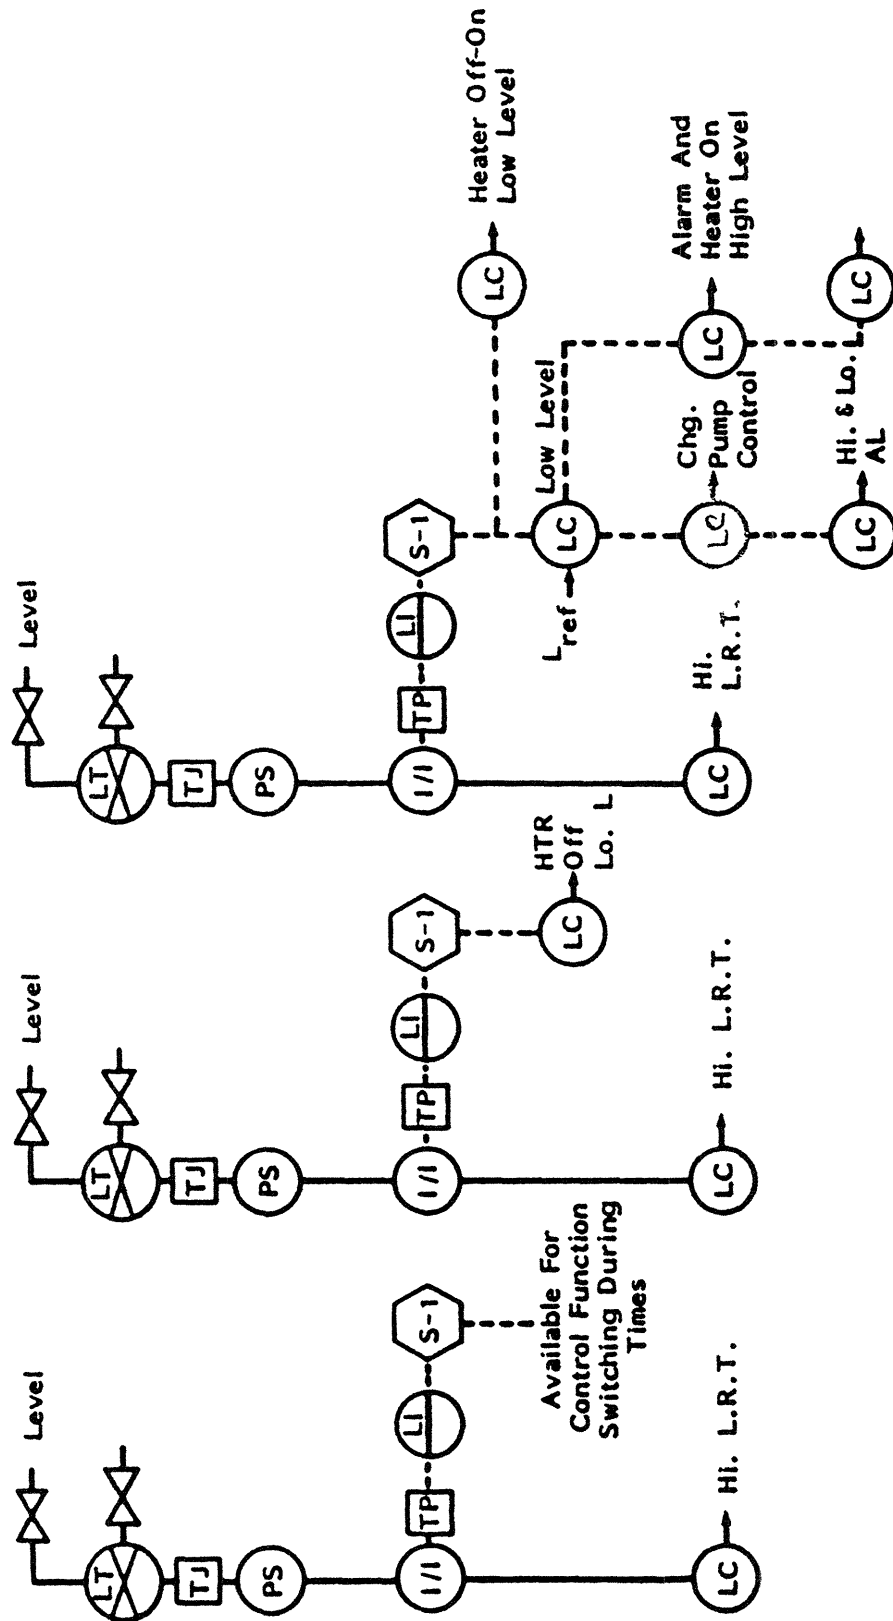 Level
LT
TJ
PS
I/I
TP
LI
S-1
Available For
Control Function
Switching During
Times
LC
Hi. L.R.T.
Level
LT
TJ
PS
I/I
TP
LI
S-1
LC
HTR
Off
Lo. L
LC
Hi. L.R.T.
Level
LT
TJ
PS
I/I
TP
LI
S-1
LC
Heater Off-On
Low Level
Lref
LC
Low Level
LC
Chg.
Pump
Control
LC
Alarm And
Heater On
High Level
LC
Hi.
L.R.T.
LC
Hi. & Lo. L
AL
LC